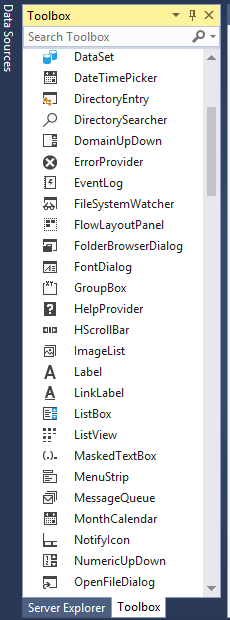 Data Sources
Toolbox
Search Toolbox
DataSet
DateTimePicker
DirectoryEntry
DirectorySearcher
DomainUpDown
ErrorProvider
EventLog
FileSystemWatcher
FlowLayoutPanel
FolderBrowserDialog
FontDialog
GroupBox
HelpProvider
HScrollBar
ImageList
Label
LinkLabel
ListBox
ListView
MaskedTextBox
MenuStrip
MessageQueue
MonthCalendar
NotifyIcon
NumericUpDown
OpenFileDialog
Server Explorer Toolbox